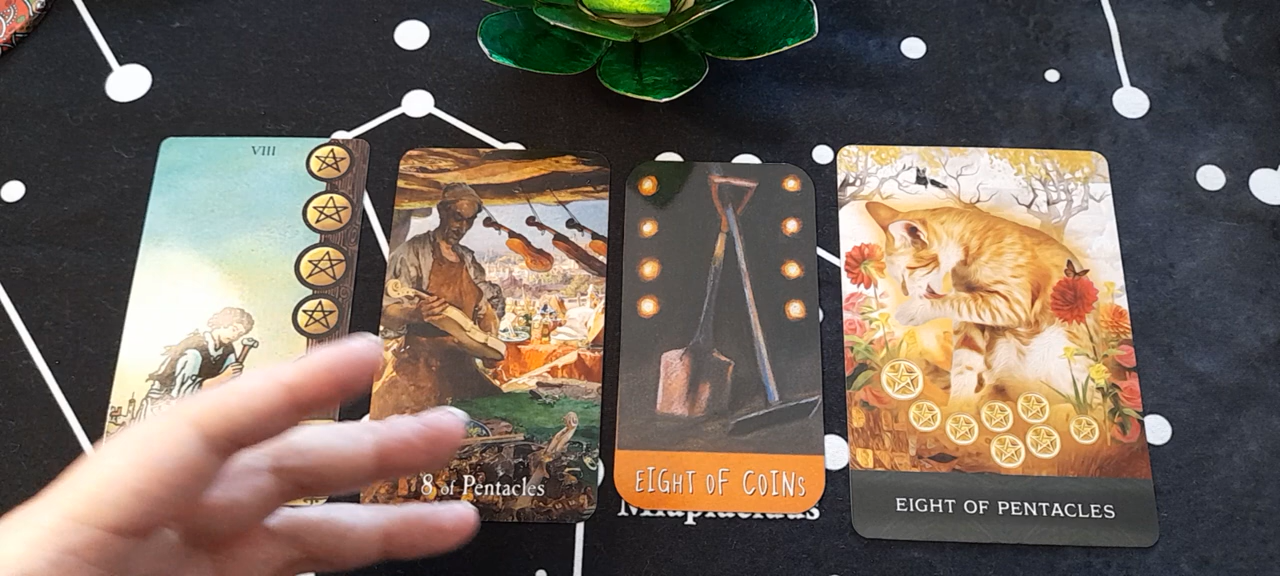 VIII
8 of Pentacles
EIGHT OF COINS
EIGHT OF PENTACLES